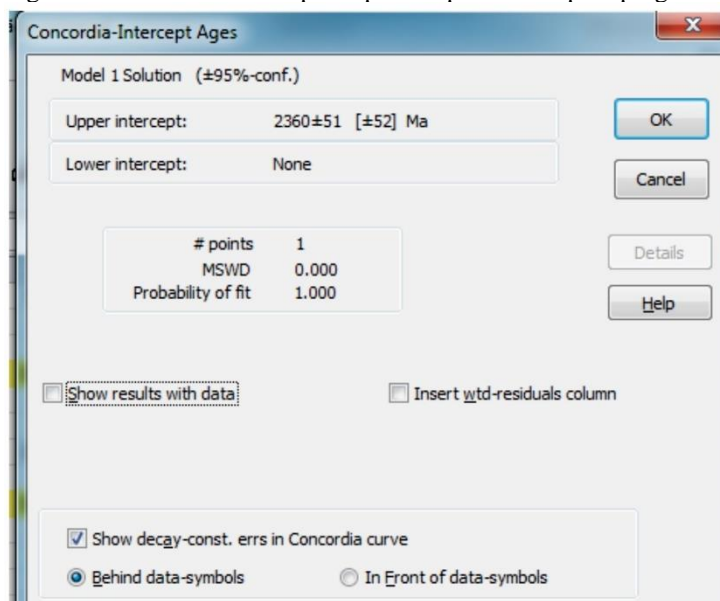 Concordia-Intercept Ages
Model 1 Solution (±95%-conf.)
Upper intercept: 2360±51 [±52] Ma
OK
Lower intercept: None
Cancel
# points 1
MSWD 0.000
Probability of fit 1.000
Details
Help
Show results with data
Insert wtd-residuals column
Show decay-const. errs in Concordia curve
Behind data-symbols
In Front of data-symbols